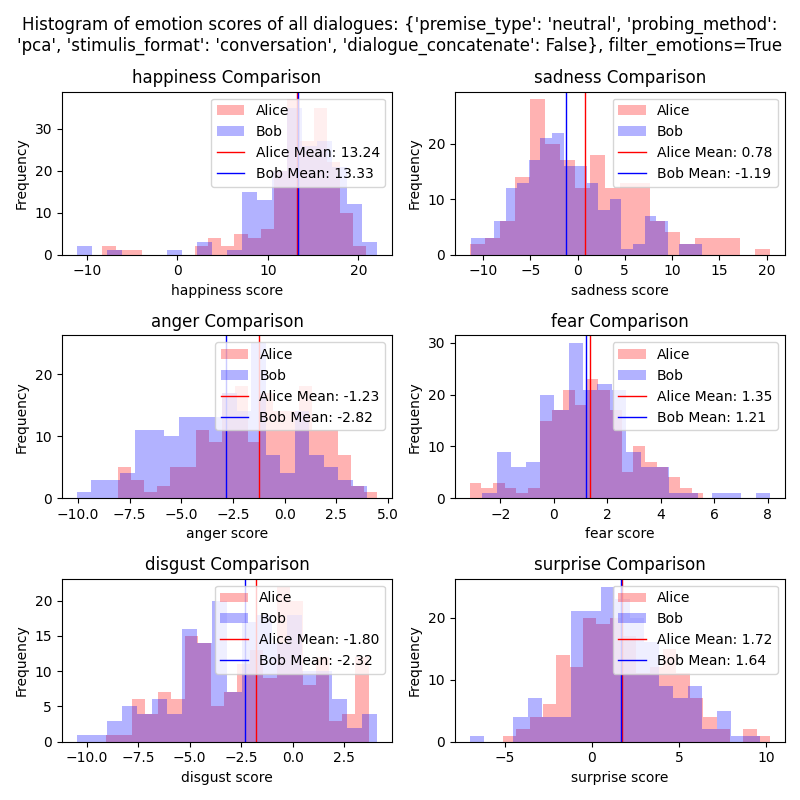 Histogram of emotion scores of all dialogues: {'premise_type': 'neutral', 'probing_method':
'pca', 'stimulis_format': 'conversation', 'dialogue_concatenate': False}, filter_emotions=True
happiness Comparison
Frequency
0
10
20
30
−10
0
10
20
happiness score
Alice
Bob
Alice Mean: 13.24
Bob Mean: 13.33
sadness Comparison
Frequency
0
10
20
−10
−5
0
5
10
15
20
sadness score
Alice
Bob
Alice Mean: 0.78
Bob Mean: -1.19
anger Comparison
Frequency
0
10
20
−10.0
−7.5
−5.0
−2.5
0.0
2.5
5.0
anger score
Alice
Bob
Alice Mean: -1.23
Bob Mean: -2.82
fear Comparison
Frequency
0
10
20
30
−2
0
2
4
6
8
fear score
Alice
Bob
Alice Mean: 1.35
Bob Mean: 1.21
disgust Comparison
Frequency
0
5
10
15
20
−10.0
−7.5
−5.0
−2.5
0.0
2.5
disgust score
Alice
Bob
Alice Mean: -1.80
Bob Mean: -2.32
surprise Comparison
Frequency
0
10
20
−5
0
5
10
surprise score
Alice
Bob
Alice Mean: 1.72
Bob Mean: 1.64